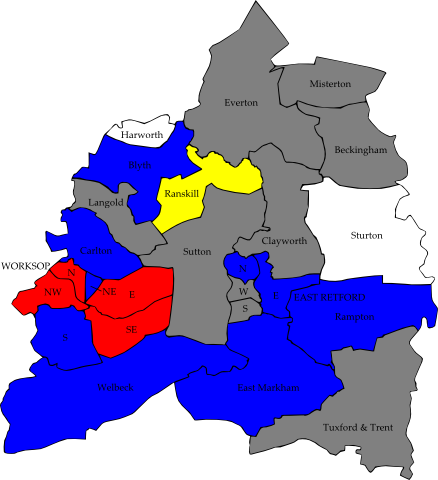 Misterton
Everton
Harworth
Beckingham
Blyth
Ranskill
Langold
Sturton
Clayworth
Carlton
Sutton
WORKSOP
N
N
NW
NE
E
W
E
EAST RETFORD
S
Rampton
SE
S
Welbeck
East Markham
Tuxford & Trent